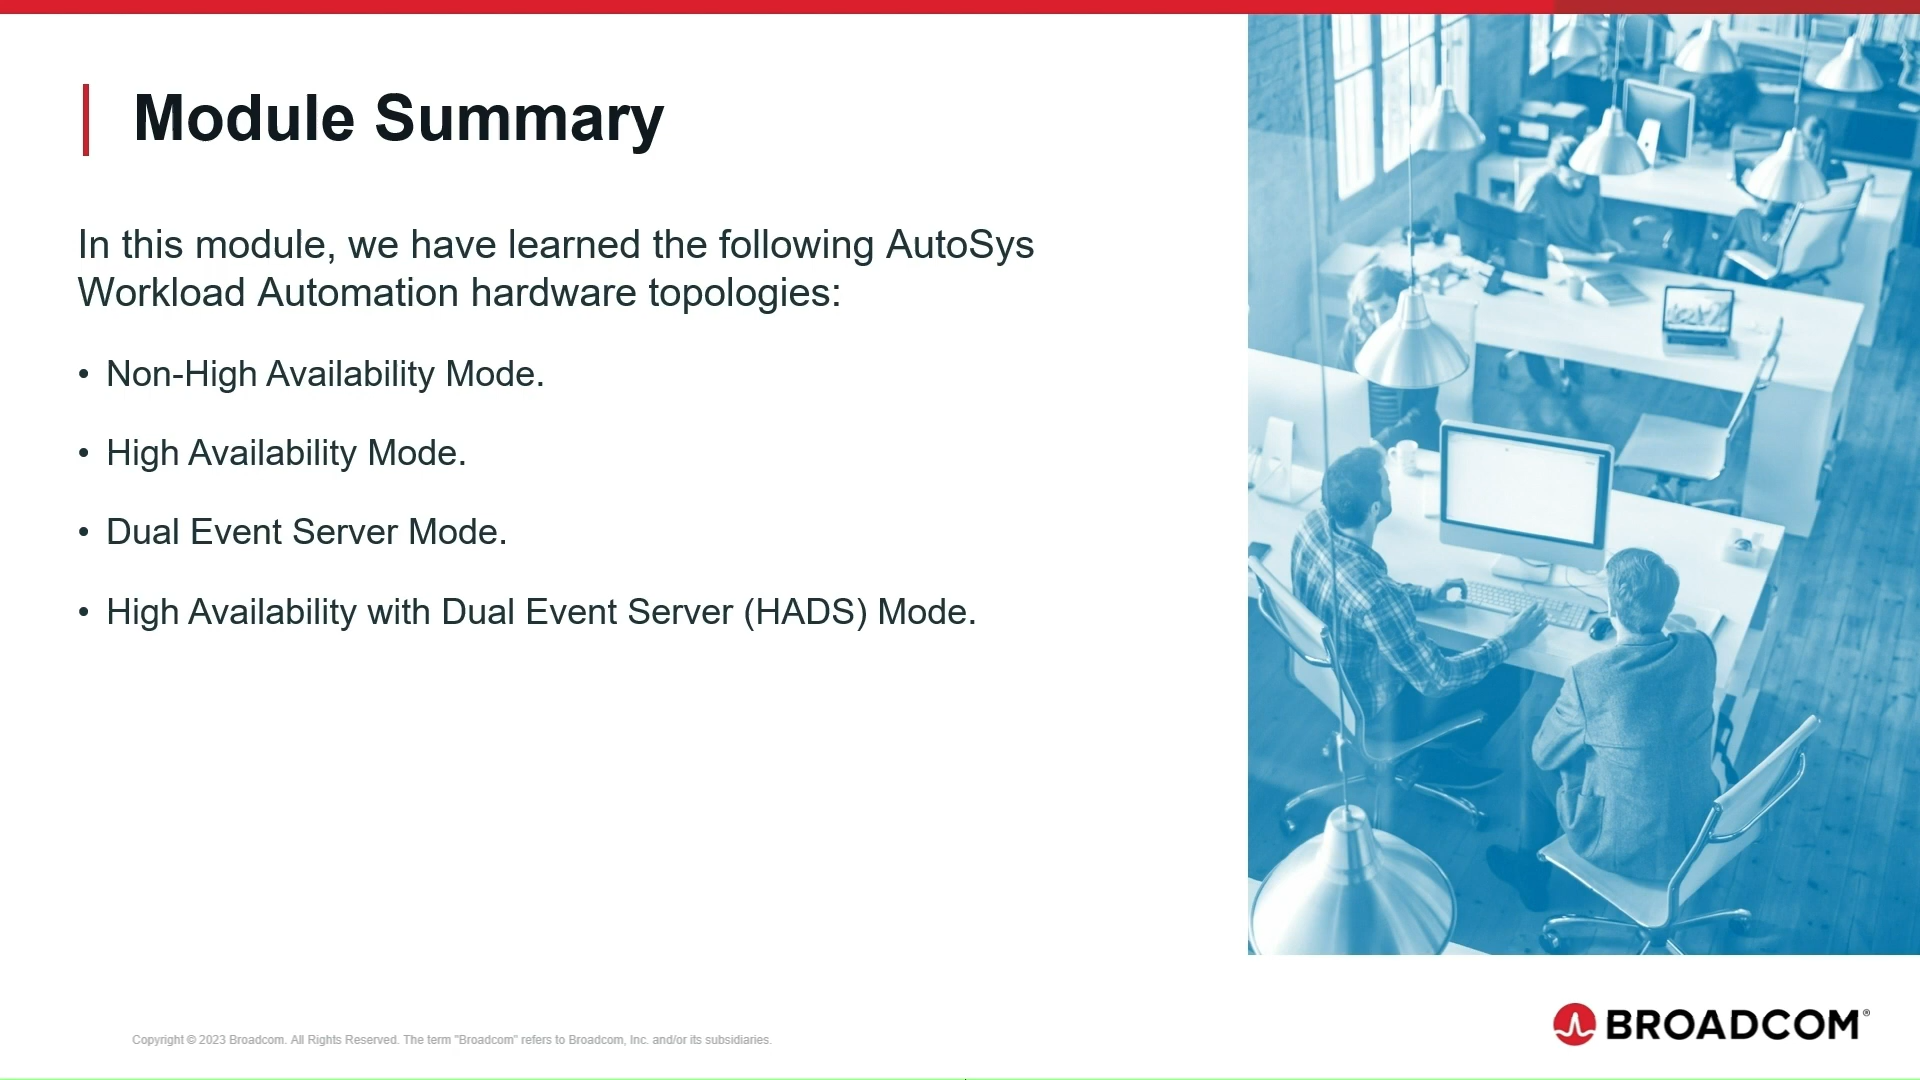 Module Summary
In this module, we have learned the following AutoSys
Workload Automation hardware topologies:
• Non-High Availability Mode.
• High Availability Mode.
• Dual Event Server Mode.
• High Availability with Dual Event Server (HADS) Mode.
Copyright © 2023 Broadcom. All Rights Reserved. The term "Broadcom" refers to Broadcom, Inc. and/or its subsidiaries.
BROADCOM®